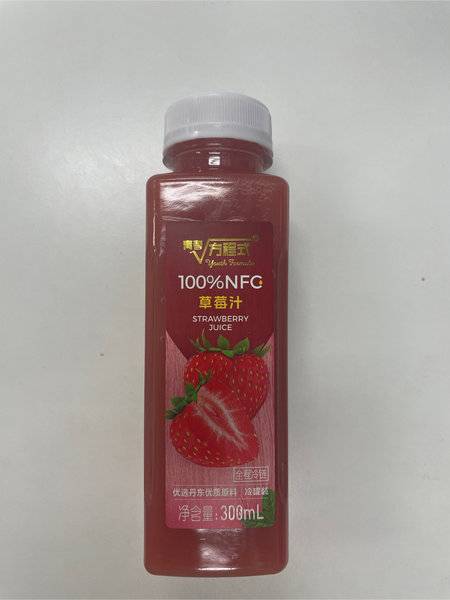 青春方程式®
Youth Formula
100%NFC
草莓汁
STRAWBERRY
JUICE
全程冷链
优选丹东优质原料 冷罐装
净含量:300mL